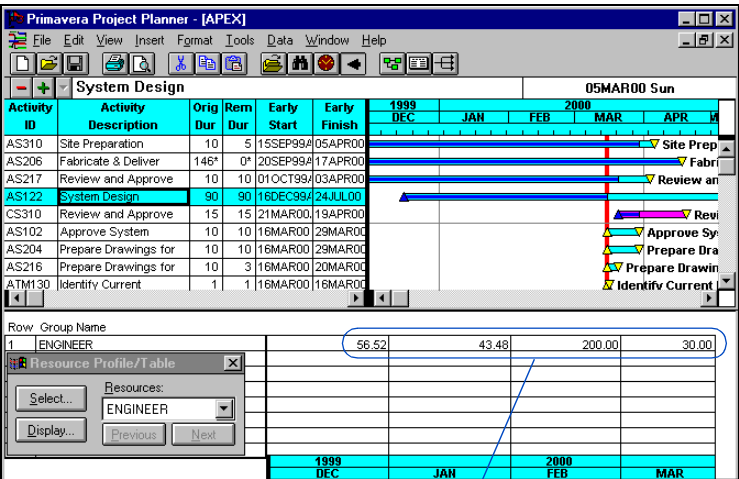 Primavera Project Planner - [APEX]
File Edit View Insert Format Tools Data Window Help
System Design 05MAR00 Sun
Activity Activity Orig Rem Early Early 1999 2000
ID Description Dur Dur Start Finish DEC JAN FEB MAR APR M
AS310 Site Preparation 10 5 15SEP99A 05APR00 Site Prep
AS206 Fabricate & Deliver 146* 0* 20SEP99A 17APR00 Fabri
AS217 Review and Approve 10 10 01OCT99A 03APR00 Review an
AS122 System Design 90 90 16DEC99A 24JUL00
CS310 Review and Approve 15 15 21MAR00A 19APR00 Revi
AS102 Approve System 10 10 16MAR00 29MAR00 Approve Sy
AS204 Prepare Drawings for 10 10 16MAR00 29MAR00 Prepare Dra
AS216 Prepare Drawings for 10 3 16MAR00 20MAR00 Prepare Drawin
ATM130 Identify Current 1 1 16MAR00 16MAR00 Identify Current
Row Group Name
1 ENGINEER 56.52 43.48 200.00 30.00
Resource Profile/Table
Select... Resources:
ENGINEER
Display... Previous Next
1999 2000
DEC JAN FEB MAR